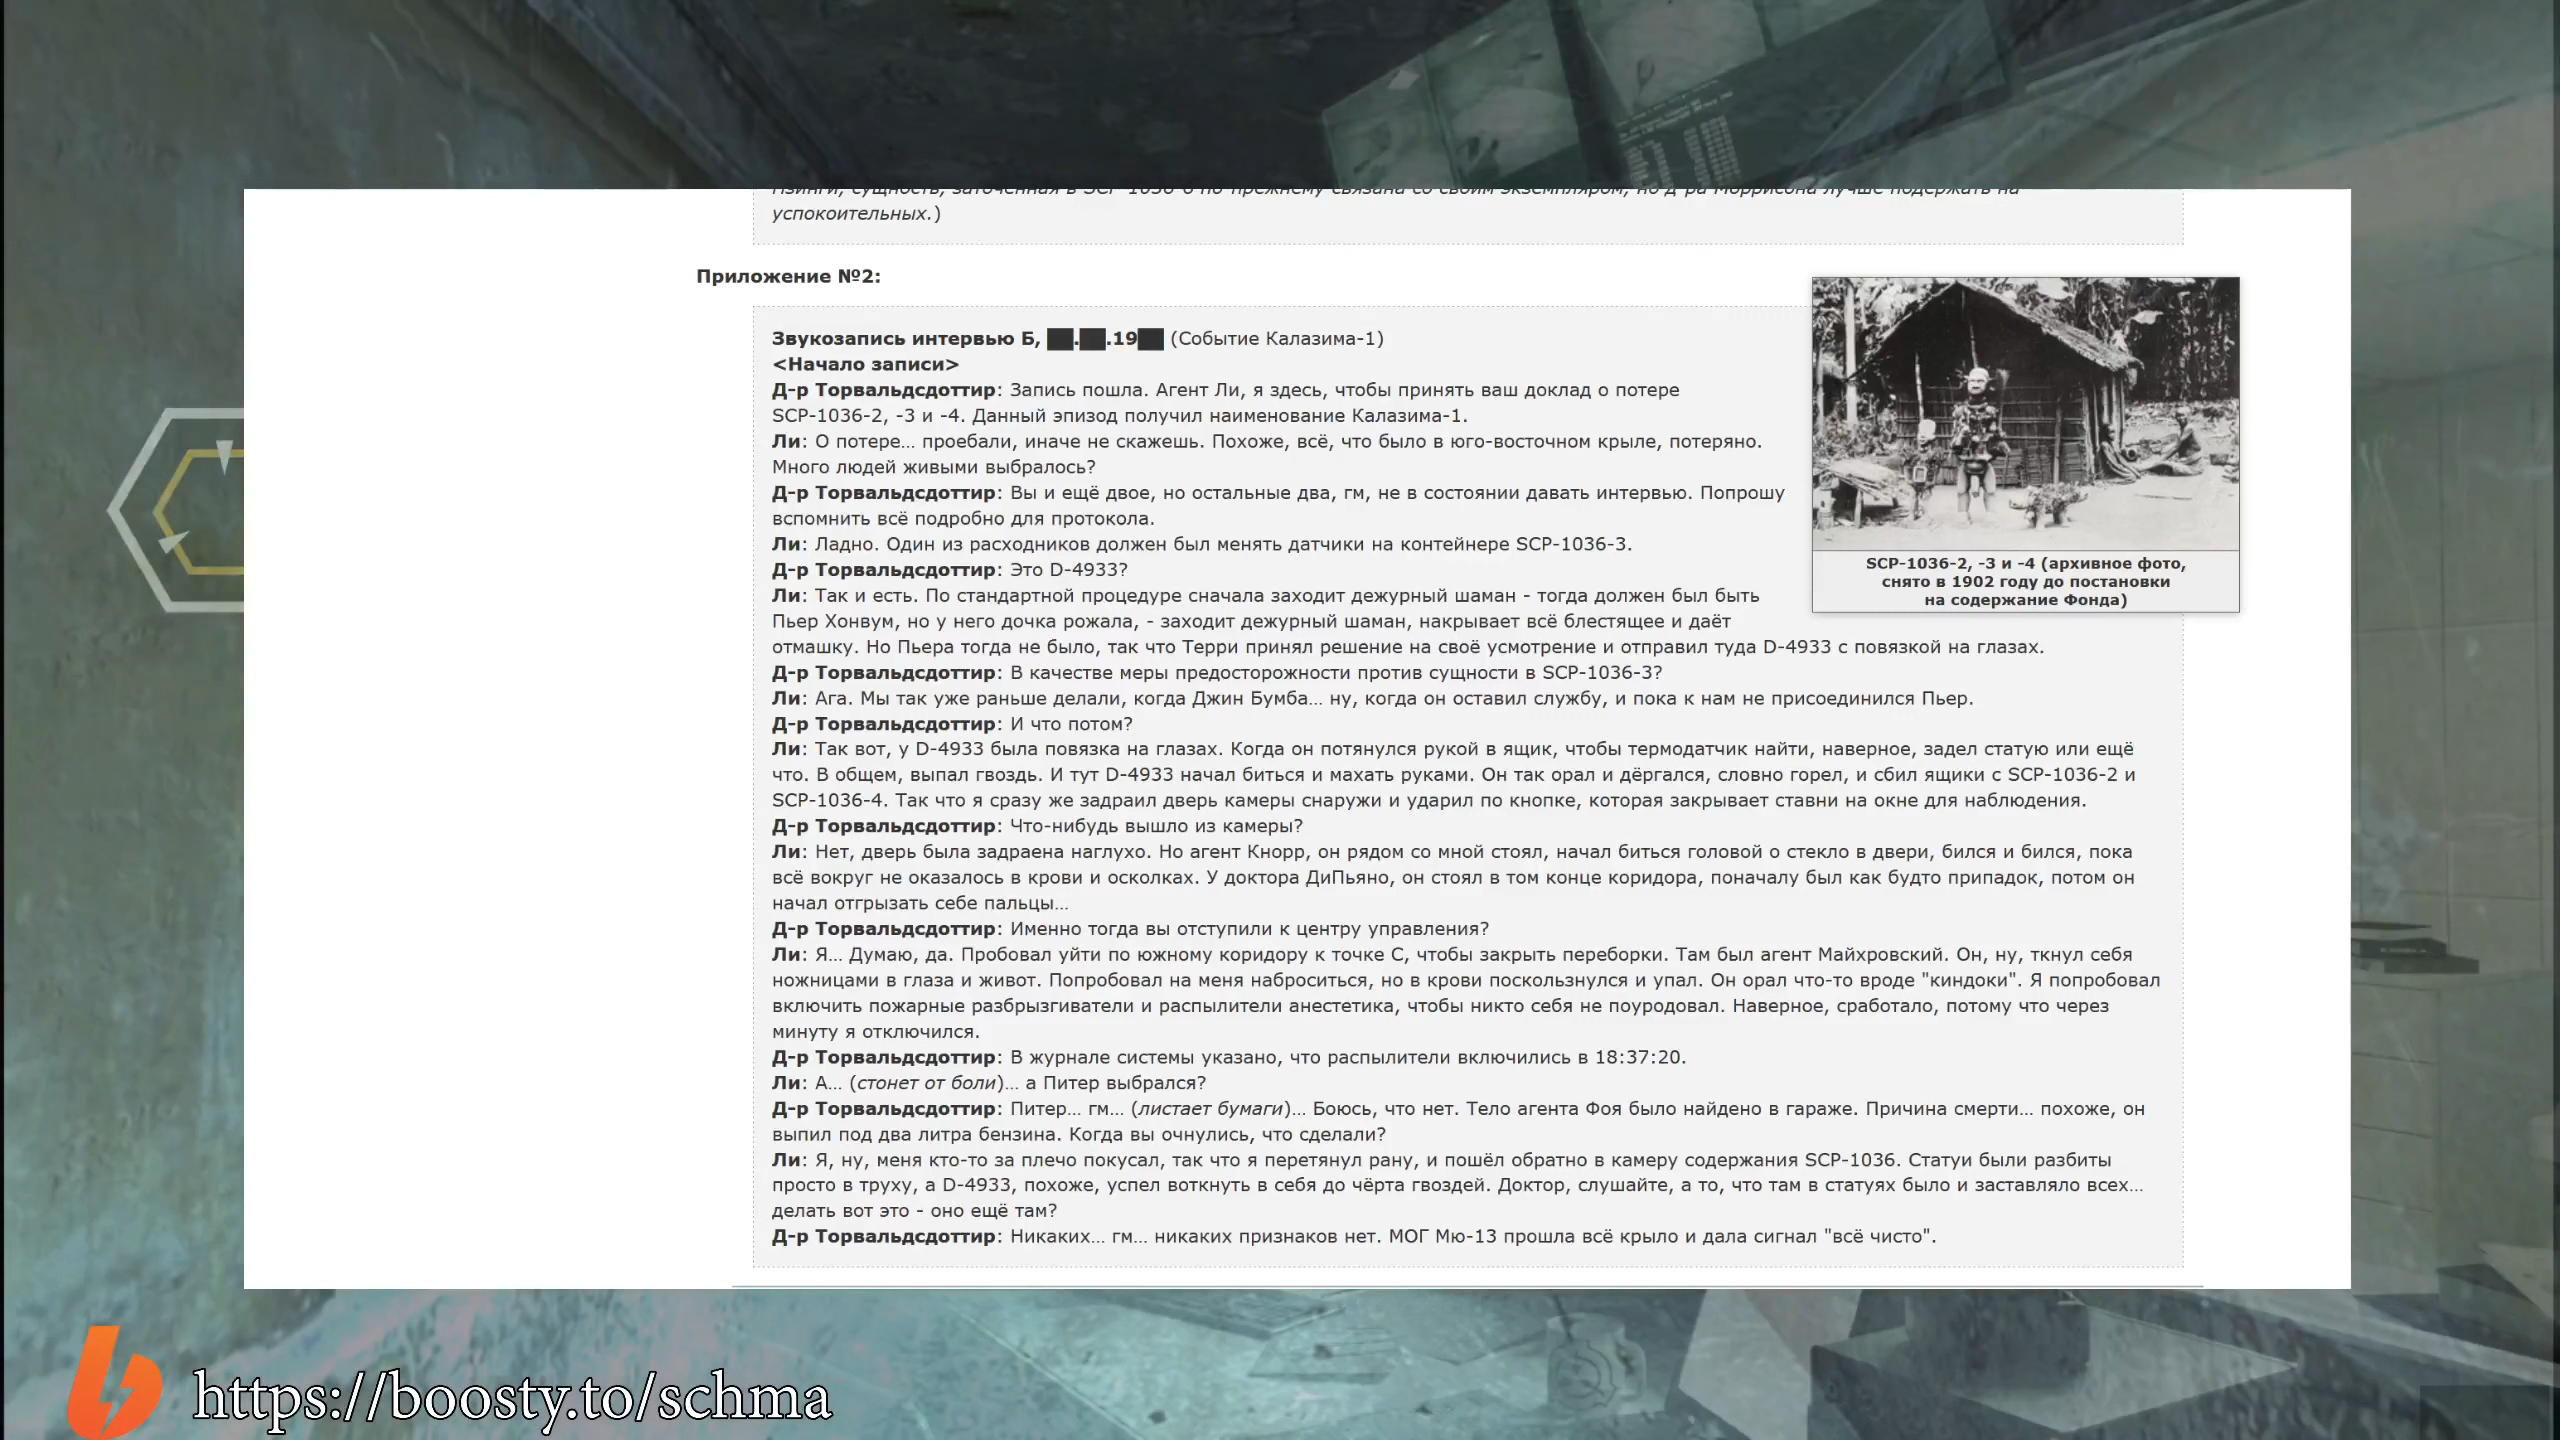 Нзинги, сущность, заточенная в SCP-1036-6 по-прежнему связана со своим экземпляром, но д-ра Моррисона лучше подержать на
успокоительных.)
Приложение №2:
Звукозапись интервью Б, ██.██.19██ (Событие Калазима-1)
<Начало записи>
Д-р Торвальдсдоттир: Запись пошла. Агент Ли, я здесь, чтобы принять ваш доклад о потере
SCP-1036-2, -3 и -4. Данный эпизод получил наименование Калазима-1.
Ли: О потере… проебали, иначе не скажешь. Похоже, всё, что было в юго-восточном крыле, потеряно.
Много людей живыми выбралось?
Д-р Торвальдсдоттир: Вы и ещё двое, но остальные два, гм, не в состоянии давать интервью. Попрошу
вспомнить всё подробно для протокола.
Ли: Ладно. Один из расходников должен был менять датчики на контейнере SCP-1036-3.
Д-р Торвальдсдоттир: Это D-4933?
Ли: Так и есть. По стандартной процедуре сначала заходит дежурный шаман - тогда должен был быть
Пьер Хонвум, но у него дочка рожала, - заходит дежурный шаман, накрывает всё блестящее и даёт
отмашку. Но Пьера тогда не было, так что Терри принял решение на своё усмотрение и отправил туда D-4933 с повязкой на глазах.
Д-р Торвальдсдоттир: В качестве меры предосторожности против сущности в SCP-1036-3?
Ли: Ага. Мы так уже раньше делали, когда Джин Бумба… ну, когда он оставил службу, и пока к нам не присоединился Пьер.
Д-р Торвальдсдоттир: И что потом?
Ли: Так вот, у D-4933 была повязка на глазах. Когда он потянулся рукой в ящик, чтобы термодатчик найти, наверное, задел статую или ещё
что. В общем, выпал гвоздь. И тут D-4933 начал биться и махать руками. Он так орал и дёргался, словно горел, и сбил ящики с SCP-1036-2 и
SCP-1036-4. Так что я сразу же задраил дверь камеры снаружи и ударил по кнопке, которая закрывает ставни на окне для наблюдения.
Д-р Торвальдсдоттир: Что-нибудь вышло из камеры?
Ли: Нет, дверь была задраена наглухо. Но агент Кнорр, он рядом со мной стоял, начал биться головой о стекло в двери, бился и бился, пока
всё вокруг не оказалось в крови и осколках. У доктора ДиПьяно, он стоял в том конце коридора, поначалу был как будто припадок, потом он
начал отгрызать себе пальцы…
Д-р Торвальдсдоттир: Именно тогда вы отступили к центру управления?
Ли: Я… Думаю, да. Пробовал уйти по южному коридору к точке С, чтобы закрыть переборки. Там был агент Майхровский. Он, ну, ткнул себя
ножницами в глаза и живот. Попробовал на меня наброситься, но в крови поскользнулся и упал. Он орал что-то вроде "киндоки". Я попробовал
включить пожарные разбрызгиватели и распылители анестетика, чтобы никто себя не поуродовал. Наверное, сработало, потому что через
минуту я отключился.
Д-р Торвальдсдоттир: В журнале системы указано, что распылители включились в 18:37:20.
Ли: А… (стонет от боли)… а Питер выбрался?
Д-р Торвальдсдоттир: Питер… гм… (листает бумаги)… Боюсь, что нет. Тело агента Фоя было найдено в гараже. Причина смерти… похоже, он
выпил под два литра бензина. Когда вы очнулись, что сделали?
Ли: Я, ну, меня кто-то за плечо покусал, так что я перетянул рану, и пошёл обратно в камеру содержания SCP-1036. Статуи были разбиты
просто в труху, а D-4933, похоже, успел воткнуть в себя до чёрта гвоздей. Доктор, слушайте, а то, что там в статуях было и заставляло всех…
делать вот это - оно ещё там?
Д-р Торвальдсдоттир: Никаких… гм… никаких признаков нет. МОГ Мю-13 прошла всё крыло и дала сигнал "всё чисто".
SCP-1036-2, -3 и -4 (архивное фото,
снято в 1902 году до постановки
на содержание Фонда)
https://boosty.to/schma